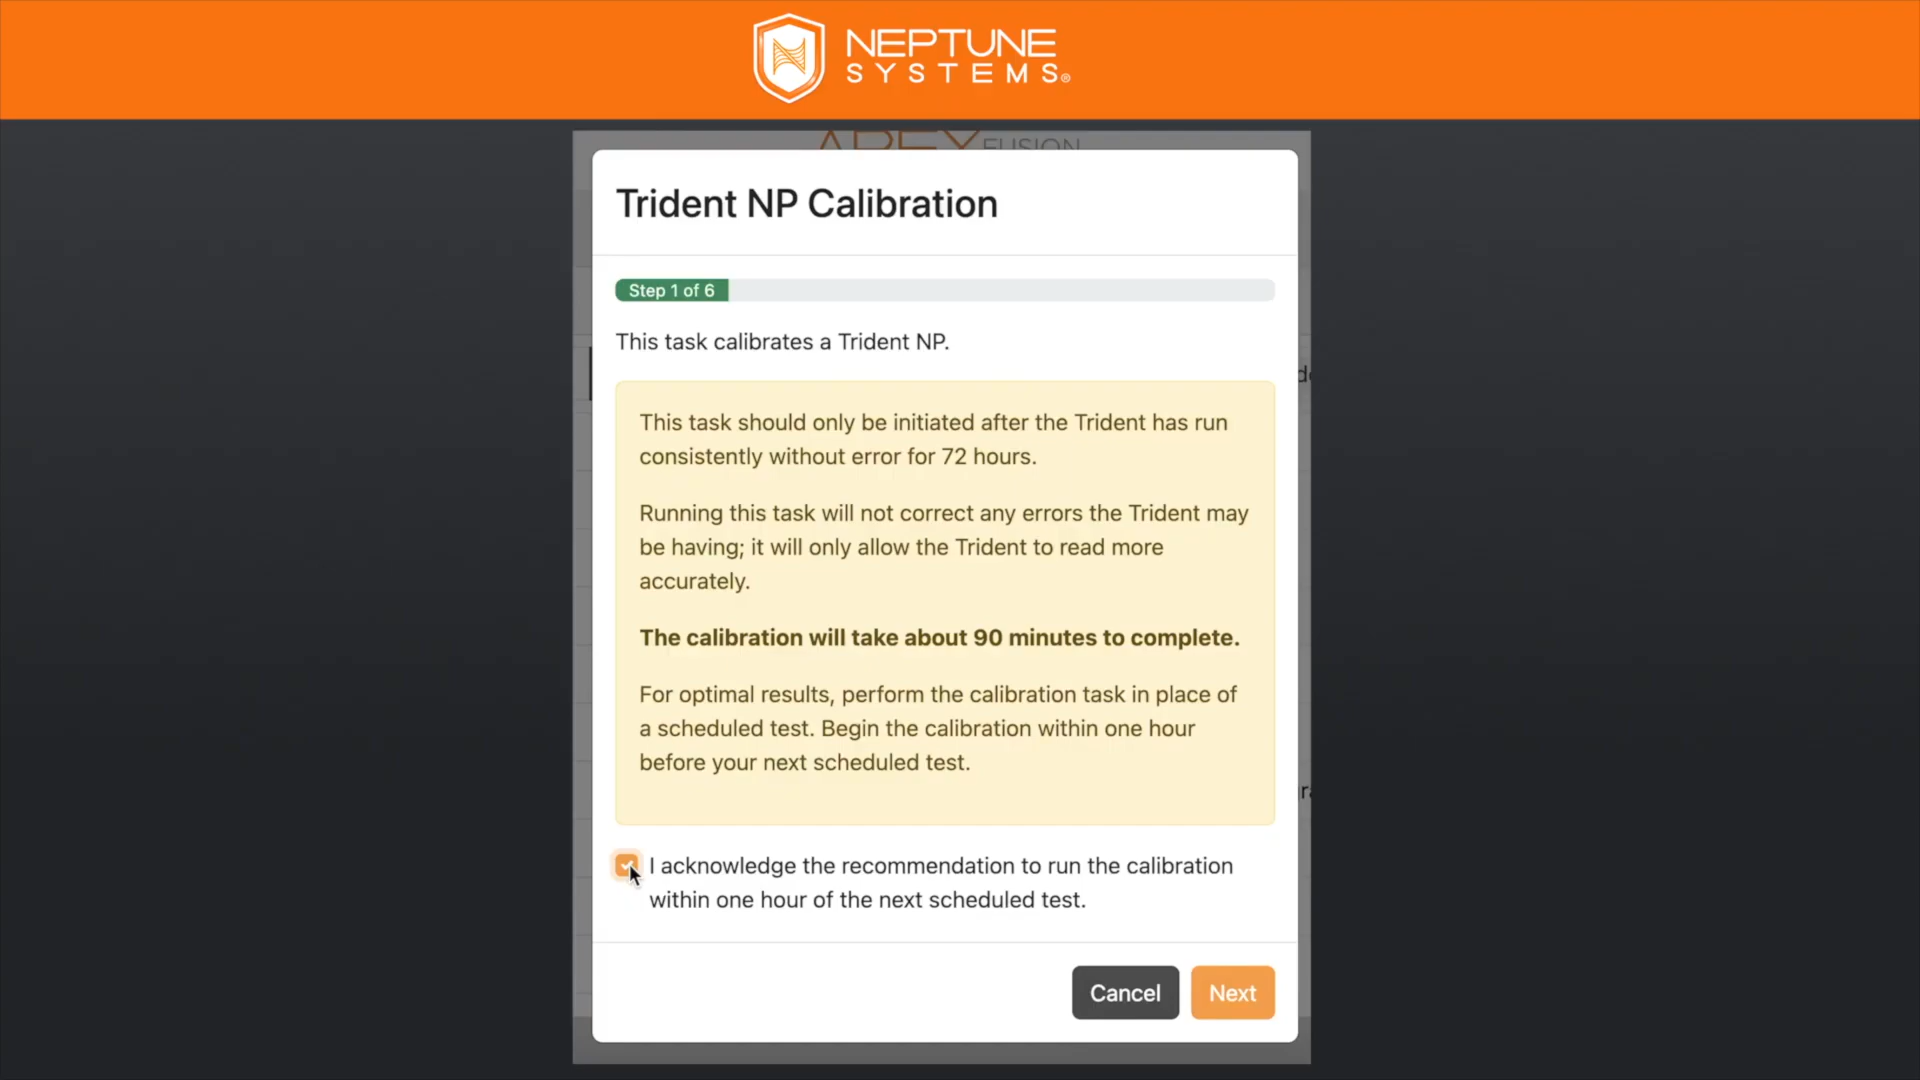 NEPTUNE
SYSTEMS®
APEX FUSION
Trident NP Calibration
Step 1 of 6
This task calibrates a Trident NP.
This task should only be initiated after the Trident has run
consistently without error for 72 hours.
Running this task will not correct any errors the Trident may
be having; it will only allow the Trident to read more
accurately.
The calibration will take about 90 minutes to complete.
For optimal results, perform the calibration task in place of
a scheduled test. Begin the calibration within one hour
before your next scheduled test.
I acknowledge the recommendation to run the calibration
within one hour of the next scheduled test.
Cancel
Next